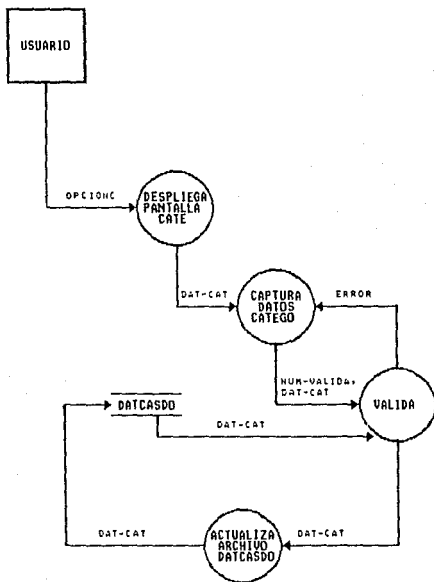 USUARIO
OPCIONC
DESPLIEGA
PANTALLA
CATE
DAT-CAT
CAPTURA
DATOS
CATEGO
ERROR
NUM-VALIDA,
DAT-CAT
VALIDA
DATCASDO
DAT-CAT
DAT-CAT
ACTUALIZA
ARCHIVO
DATCASDO
DAT-CAT